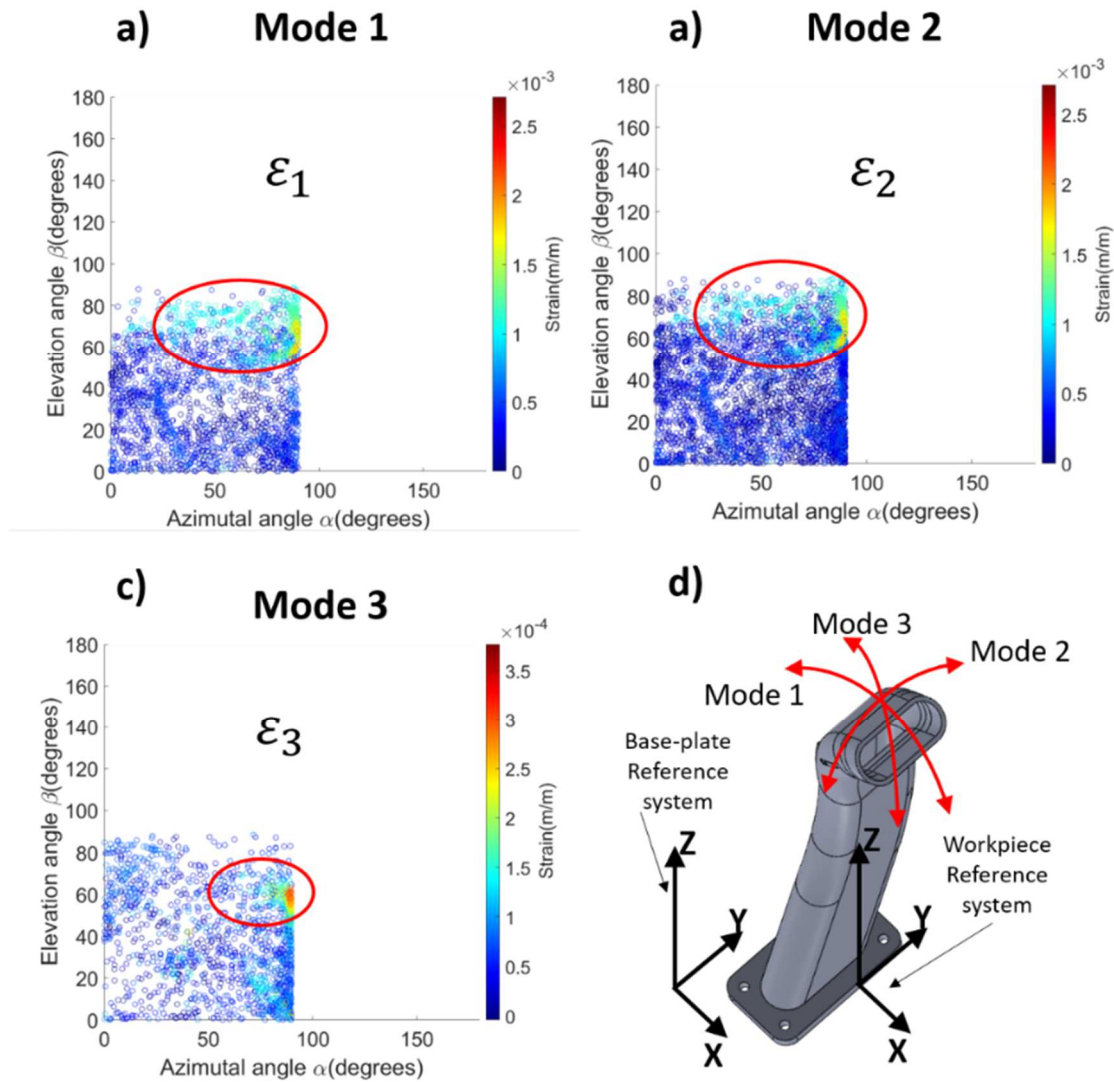 a) Mode 1
×10⁻³
180
160
140
120
100
80
60
40
20
0
Elevation angle β(degrees)
ε₁
0 50 100 150
Azimutal angle α(degrees)
2.5
2
1.5
1
0.5
0
Strain(m/m)
a) Mode 2
×10⁻³
180
160
140
120
100
80
60
40
20
0
Elevation angle β(degrees)
ε₂
0 50 100 150
Azimutal angle α(degrees)
2.5
2
1.5
1
0.5
0
Strain(m/m)
c) Mode 3
×10⁻⁴
180
160
140
120
100
80
60
40
20
0
Elevation angle β(degrees)
ε₃
0 50 100 150
Azimutal angle α(degrees)
3.5
3
2.5
2
1.5
1
0.5
0
Strain(m/m)
d)
Mode 3
Mode 2
Mode 1
Base-plate
Reference
system
Z
Y
X
Z
Y
X
Workpiece
Reference
system